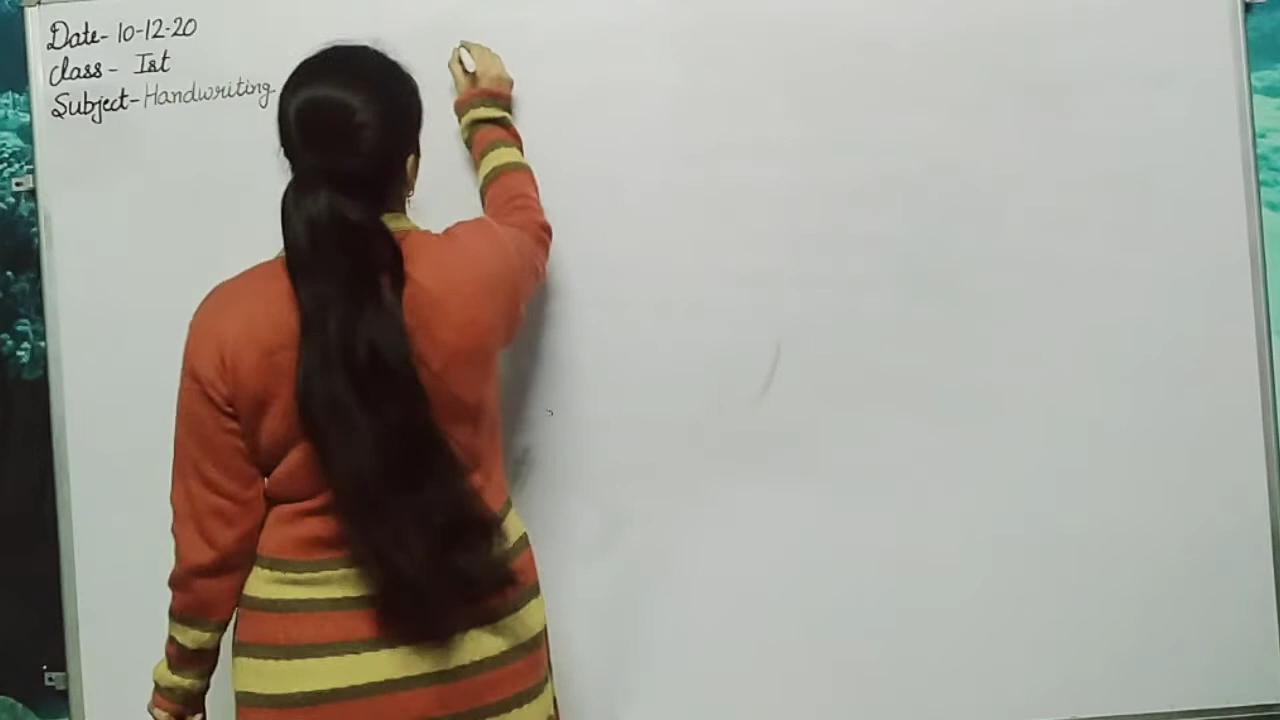 Date- 10-12-20
Class- Ist
Subject-Handwriting